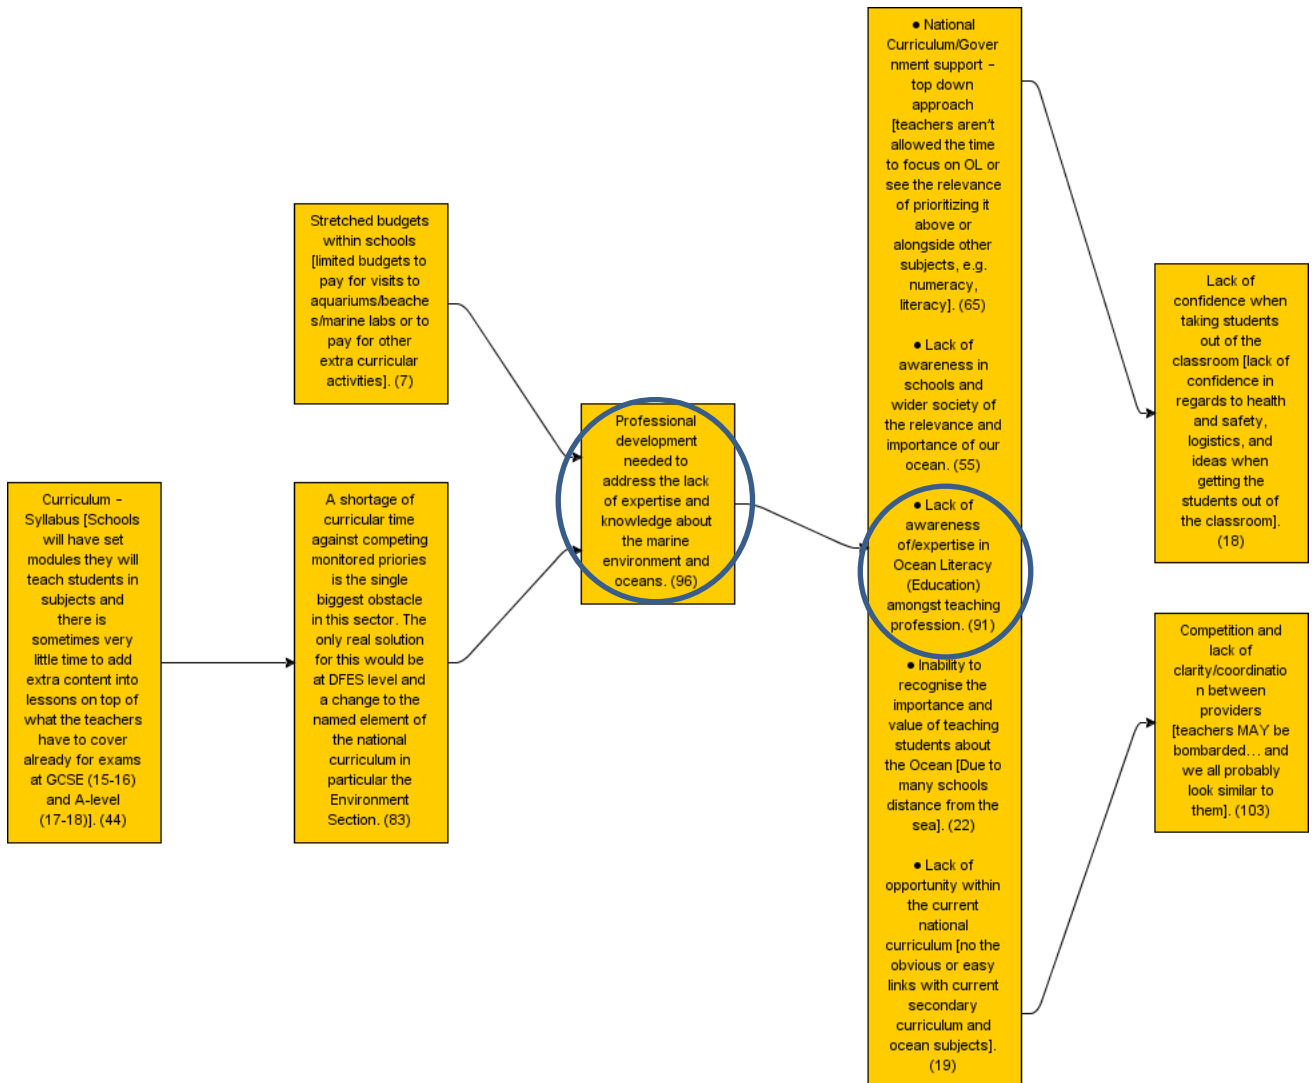 Curriculum –
Syllabus [Schools
will have set
modules they will
teach students in
subjects and
there is
sometimes very
little time to add
extra content into
lessons on top of
what the teachers
have to cover
already for exams
at GCSE (15-16)
and A-level
(17-18)]. (44)
Stretched budgets
within schools
[limited budgets to
pay for visits to
aquariums/beache
s/marine labs or to
pay for other
extra curricular
activities]. (7)
A shortage of
curricular time
against competing
monitored priories
is the single
biggest obstacle
in this sector. The
only real solution
for this would be
at DFES level and
a change to the
named element of
the national
curriculum in
particular the
Environment
Section. (83)
Professional
development
needed to
address the lack
of expertise and
knowledge about
the marine
environment and
oceans. (96)
● National
Curriculum/Gover
nment support –
top down
approach
[teachers aren't
allowed the time
to focus on OL or
see the relevance
of prioritizing it
above or
alongside other
subjects, e.g.
numeracy,
literacy]. (65)
● Lack of
awareness in
schools and
wider society of
the relevance and
importance of our
ocean. (55)
● Lack of
awareness
of/expertise in
Ocean Literacy
(Education)
amongst teaching
profession. (91)
● Inability to
recognise the
importance and
value of teaching
students about
the Ocean [Due to
many schools
distance from the
sea]. (22)
● Lack of
opportunity within
the current
national
curriculum [no the
obvious or easy
links with current
secondary
curriculum and
ocean subjects].
(19)
Lack of
confidence when
taking students
out of the
classroom [lack of
confidence in
regards to health
and safety,
logistics, and
ideas when
getting the
students out of
the classroom].
(18)
Competition and
lack of
clarity/coordinatio
n between
providers
[teachers MAY be
bombarded... and
we all probably
look similar to
them]. (103)